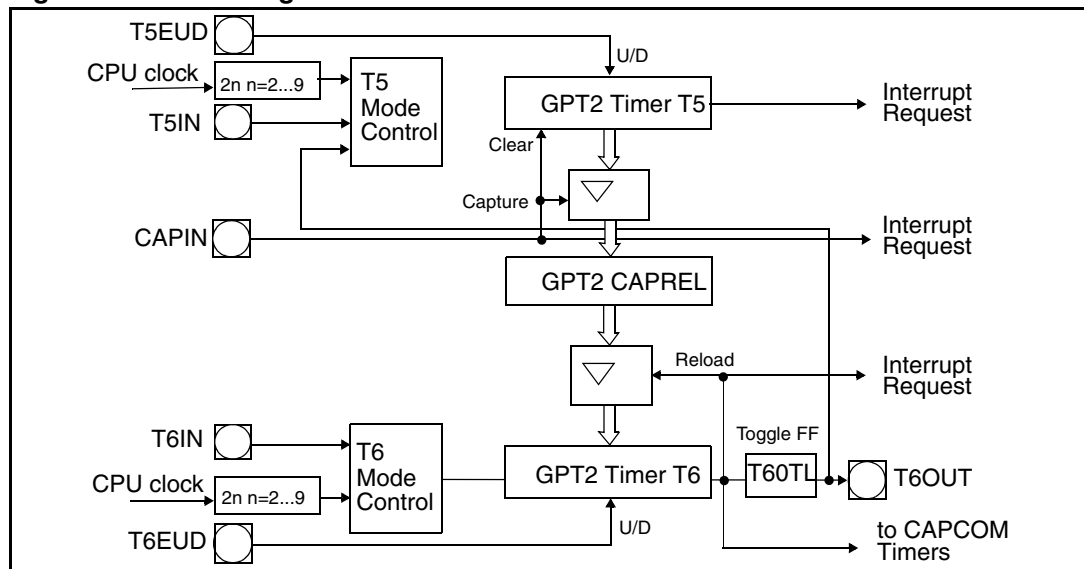 T5EUD
U/D
CPU clock
2n n=2...9
T5
Mode
Control
GPT2 Timer T5
Interrupt
Request
T5IN
Clear
Capture
CAPIN
Interrupt
Request
GPT2 CAPREL
Reload
Interrupt
Request
T6IN
T6
Mode
Control
Toggle FF
GPT2 Timer T6
T60TL
T6OUT
CPU clock
2n n=2...9
U/D
T6EUD
to CAPCOM
Timers